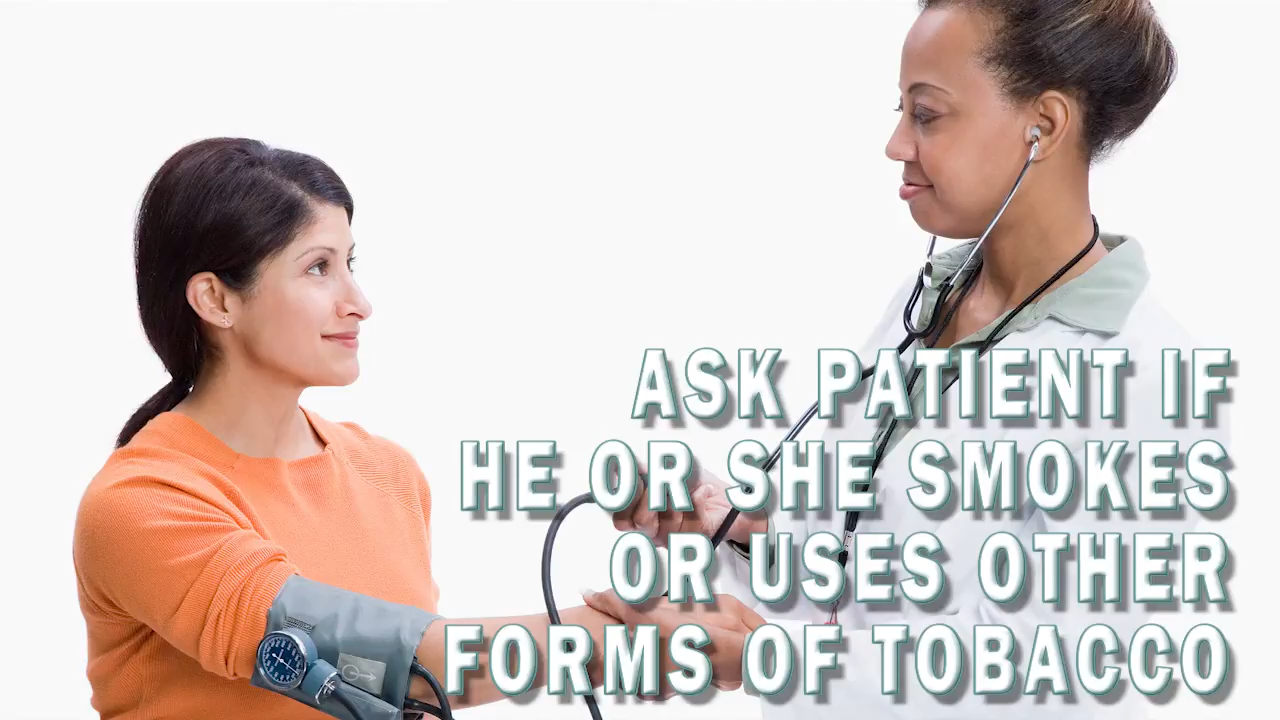 ASK PATIENT IF
HE OR SHE SMOKES
OR USES OTHER
FORMS OF TOBACCO